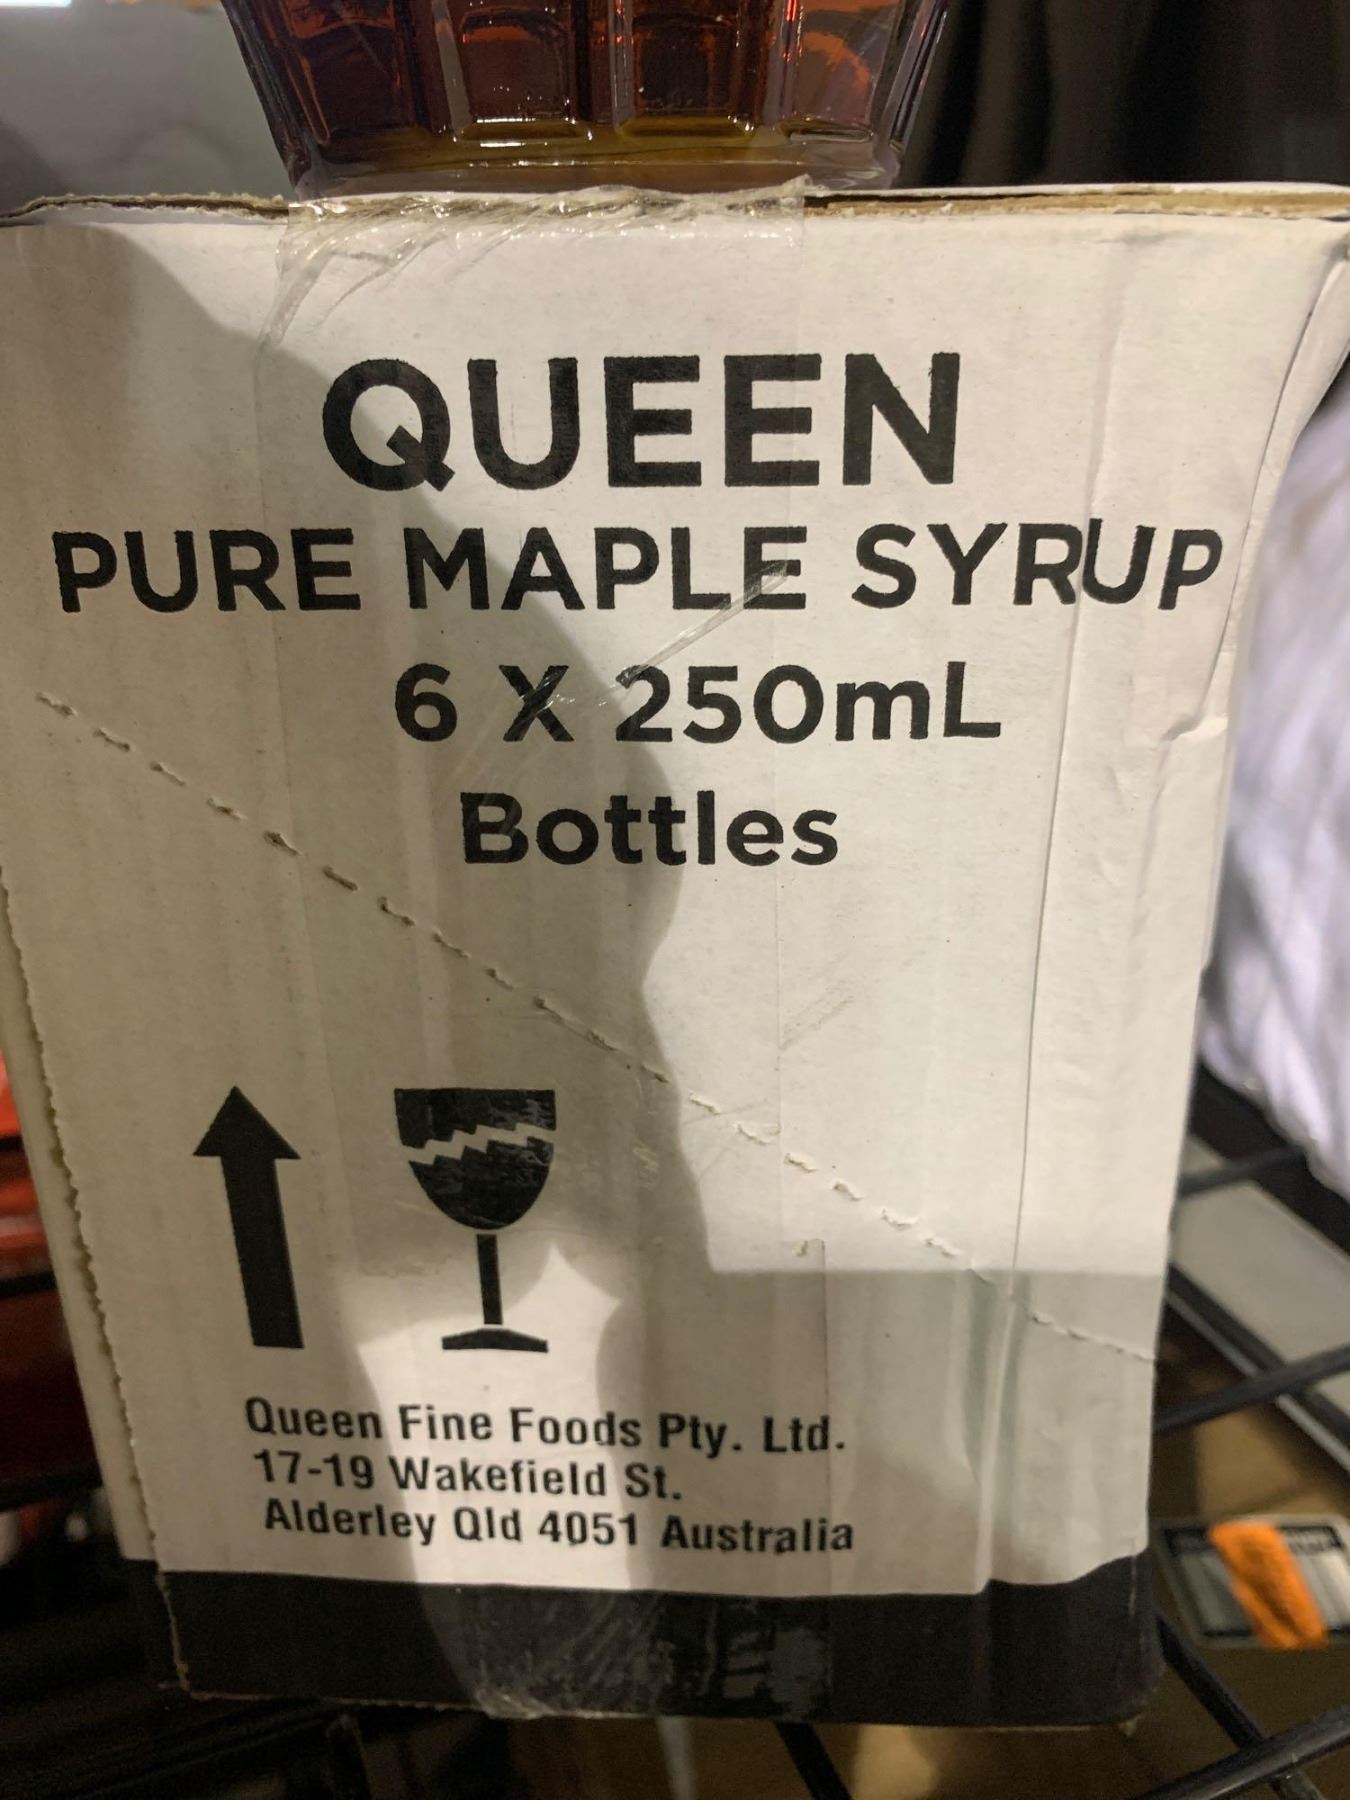 QUEEN
PURE MAPLE SYRUP
6 X 250mL
Bottles
Queen Fine Foods Pty. Ltd.
17-19 Wakefield St.
Alderley Qld 4051 Australia